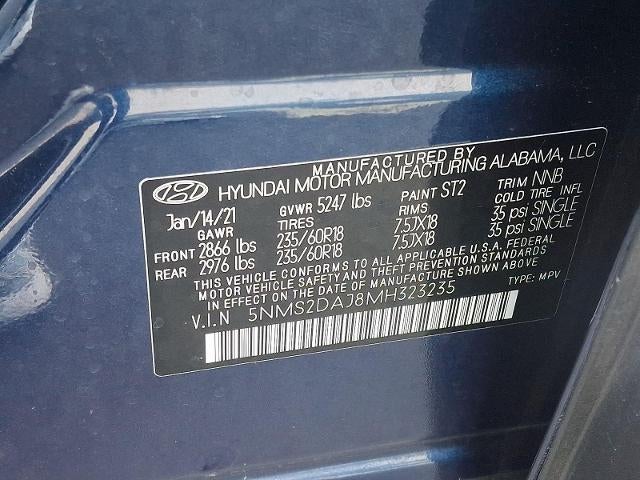 MANUFACTURED BY
HYUNDAI MOTOR MANUFACTURING ALABAMA, LLC
Jan/14/21 GVWR 5247 lbs PAINT ST2 TRIM NNB
GAWR TIRES RIMS COLD TIRE INFL
FRONT 2866 lbs 235/60R18 7.5JX18 35 psi SINGLE
REAR 2976 lbs 235/60R18 7.5JX18 35 psi SINGLE
THIS VEHICLE CONFORMS TO ALL APPLICABLE U.S.A. FEDERAL
MOTOR VEHICLE SAFETY AND THEFT PREVENTION STANDARDS
IN EFFECT ON THE DATE OF MANUFACTURE SHOWN ABOVE
V.I.N 5NMS2DAJ8MH323235 TYPE: MPV